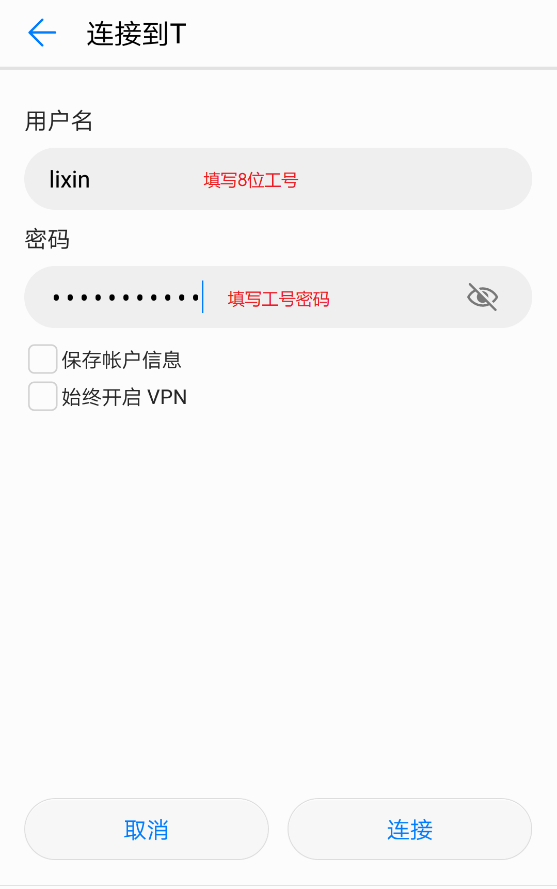 连接到T
用户名
lixin 填写8位工号
密码
••••••••••• 填写工号密码
保存帐户信息
始终开启 VPN
取消 连接